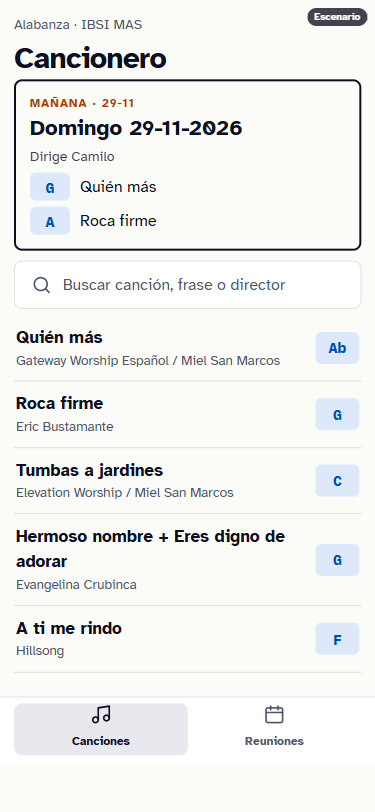 Escenario
Alabanza · IBSI MAS
Cancionero
MAÑANA · 29-11
Domingo 29-11-2026
Dirige Camilo
G Quién más
A Roca firme
Buscar canción, frase o director
Quién más
Gateway Worship Español / Miel San Marcos
Ab
Roca firme
Eric Bustamante
G
Tumbas a jardines
Elevation Worship / Miel San Marcos
C
Hermoso nombre + Eres digno de
adorar
Evangelina Crubinca
G
A ti me rindo
Hillsong
F
Canciones
Reuniones